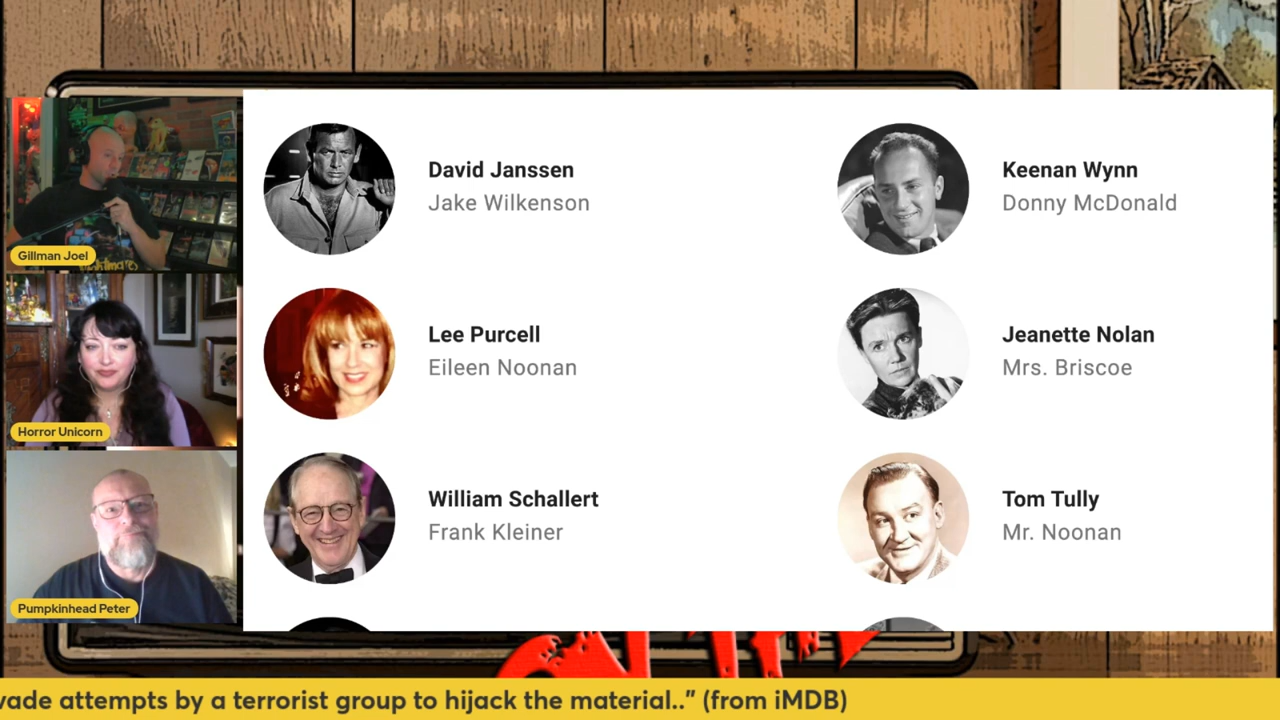 David Janssen
Jake Wilkenson
Keenan Wynn
Donny McDonald
Gillman Joel
Lee Purcell
Eileen Noonan
Jeanette Nolan
Mrs. Briscoe
Horror Unicorn
William Schallert
Frank Kleiner
Tom Tully
Mr. Noonan
Pumpkinhead Peter
vade attempts by a terrorist group to hijack the material..” (from iMDB)